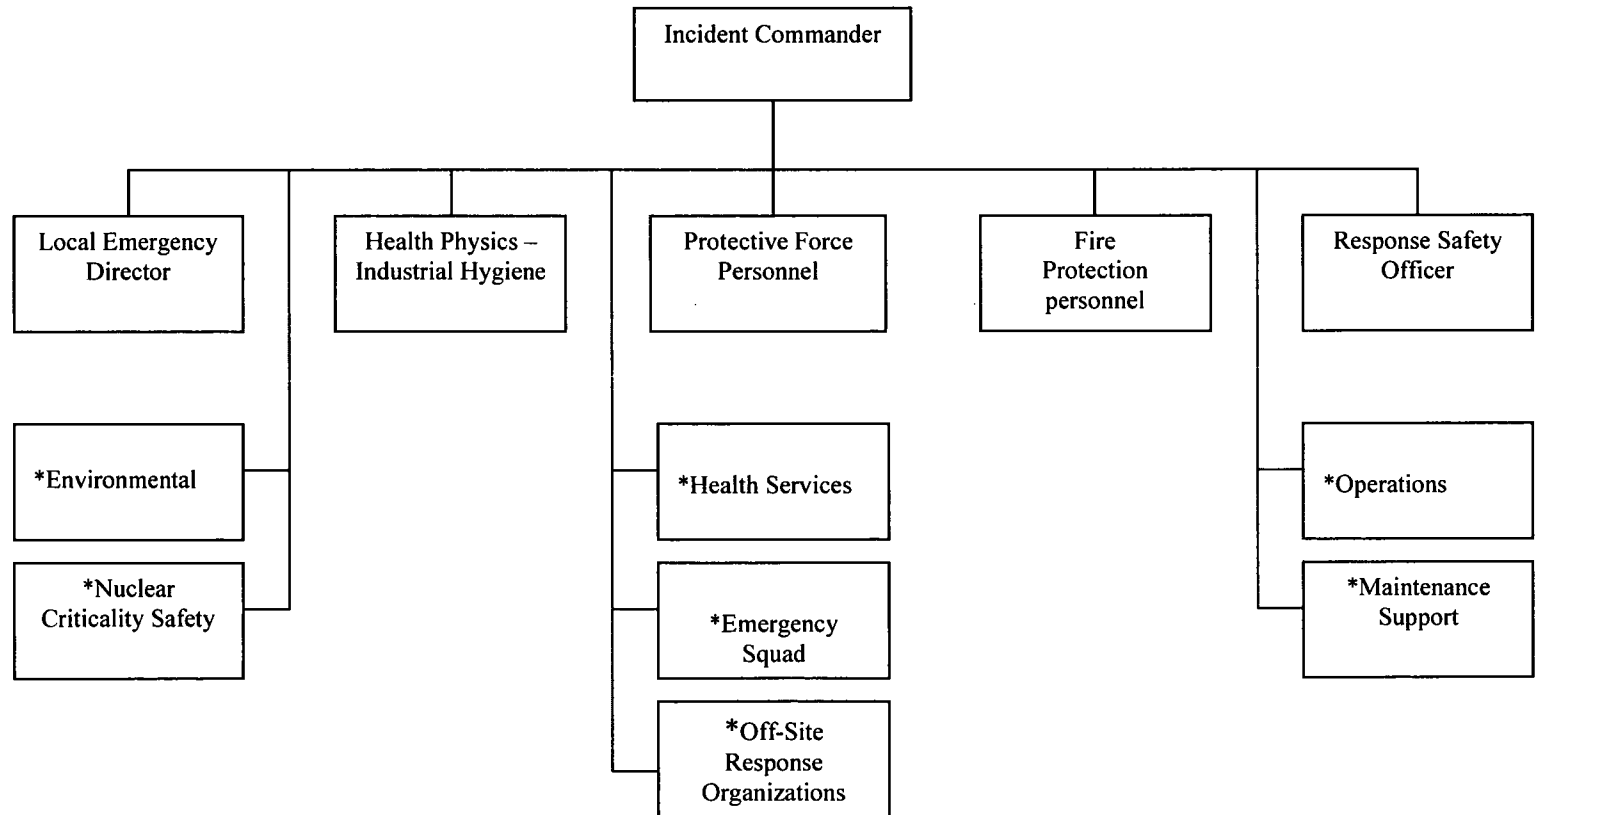 Incident Commander
Local Emergency
Director
Health Physics –
Industrial Hygiene
Protective Force
Personnel
Fire
Protection
personnel
Response Safety
Officer
*Environmental
*Health Services
*Operations
*Nuclear
Criticality Safety
*Emergency
Squad
*Maintenance
Support
*Off-Site
Response
Organizations